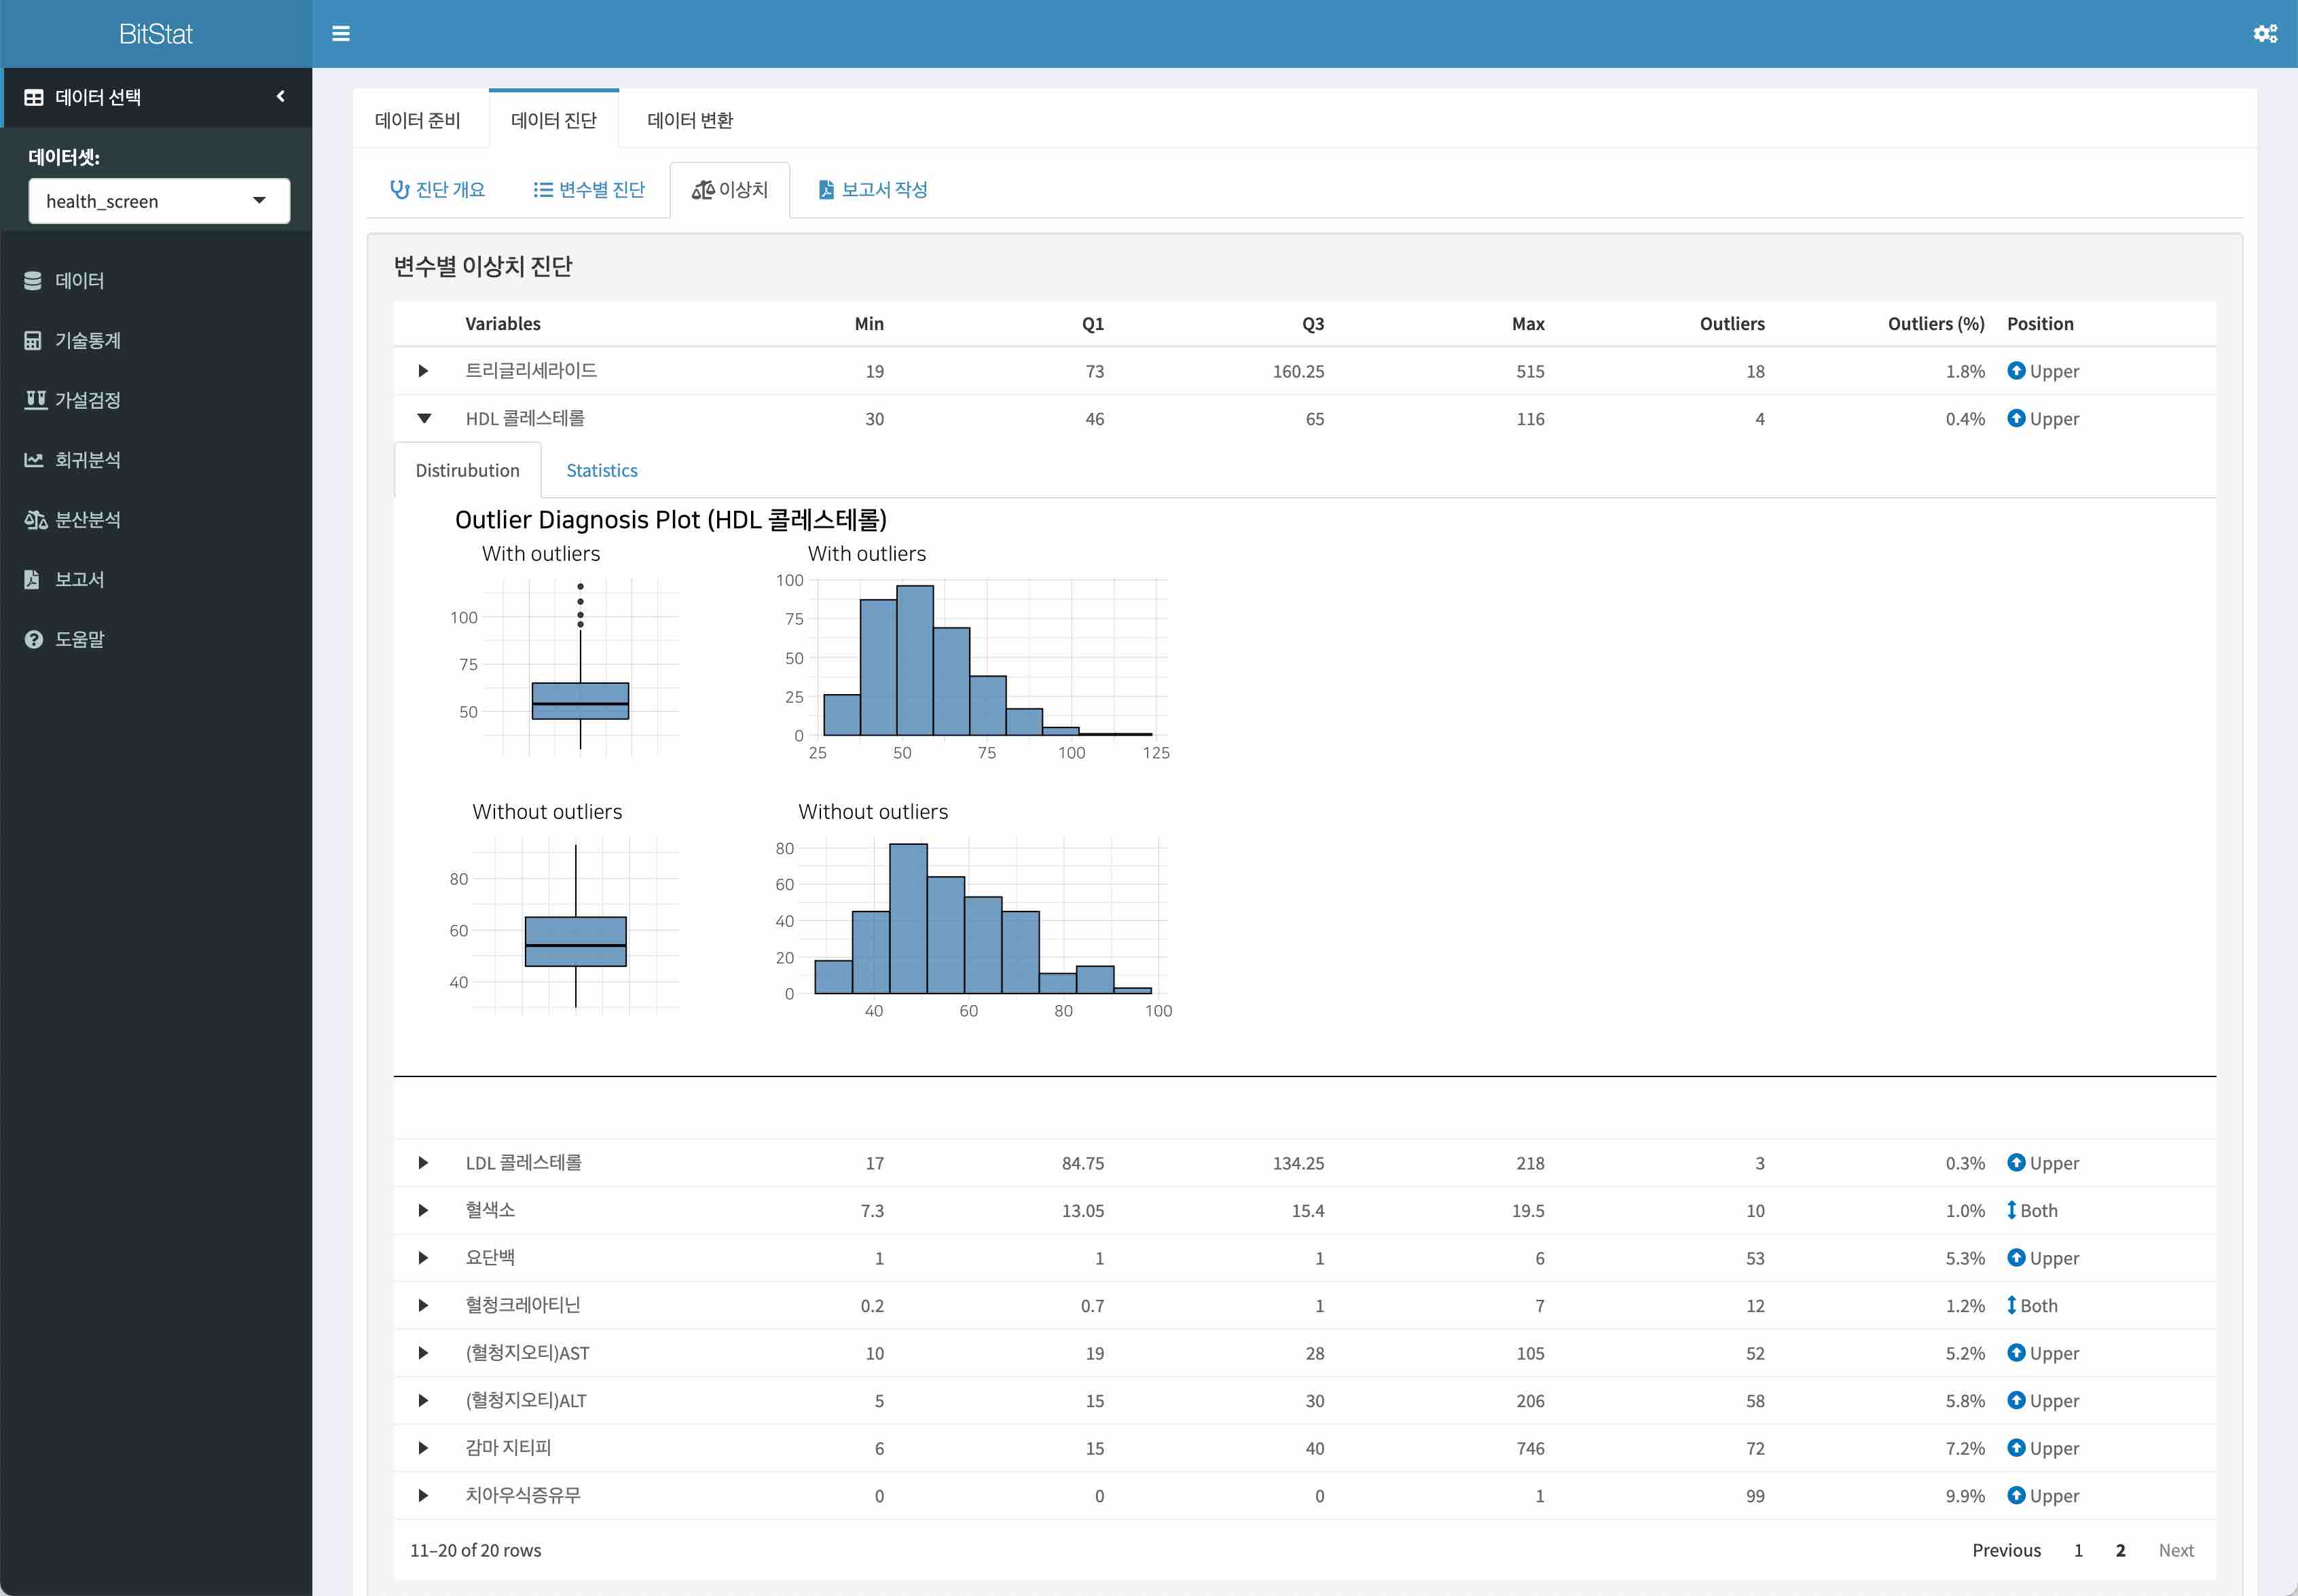 BitStat
데이터 선택
데이터셋:
health_screen
데이터
기술통계
가설검정
회귀분석
분산분석
보고서
도움말
데이터 준비 데이터 진단 데이터 변환
진단 개요 변수별 진단 이상치 보고서 작성
변수별 이상치 진단
Variables Min Q1 Q3 Max Outliers Outliers (%) Position
트리글리세라이드 19 73 160.25 515 18 1.8% Upper
HDL 콜레스테롤 30 46 65 116 4 0.4% Upper
Distirubution Statistics
Outlier Diagnosis Plot (HDL 콜레스테롤)
With outliers
100
75
50
With outliers
100
75
50
25
0
25 50 75 100 125
Without outliers
80
60
40
Without outliers
80
60
40
20
0
40 60 80 100
LDL 콜레스테롤 17 84.75 134.25 218 3 0.3% Upper
혈색소 7.3 13.05 15.4 19.5 10 1.0% Both
요단백 1 1 1 6 53 5.3% Upper
혈청크레아티닌 0.2 0.7 1 7 12 1.2% Both
(혈청지오티)AST 10 19 28 105 52 5.2% Upper
(혈청지오티)ALT 5 15 30 206 58 5.8% Upper
감마 지티피 6 15 40 746 72 7.2% Upper
치아우식증유무 0 0 0 1 99 9.9% Upper
11–20 of 20 rows
Previous 1 2 Next